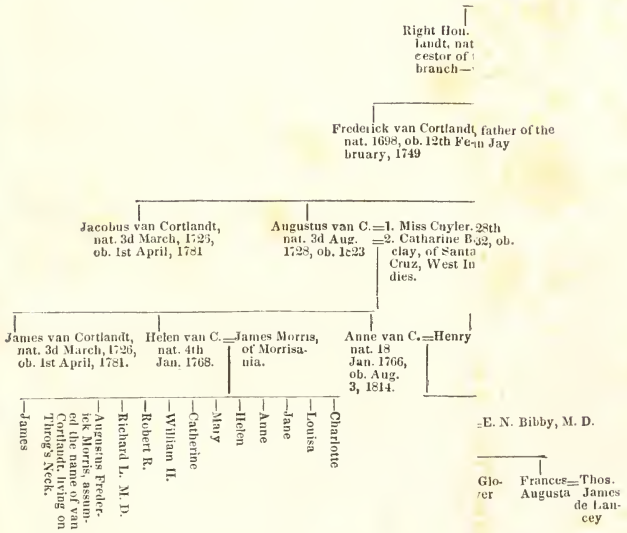 Right Hon.
landt, nat
cestor of
branch—
Frederick van Cortlandt, father of the
nat. 1698, ob. 12th Fe-in Jay
bruary, 1749
Jacobus van Cortlandt,
nat. 3d March, 1726,
ob. 1st April, 1781
Augustus van C.=1. Miss Cuyler. 28th
nat. 3d Aug. =2. Catharine B 32, ob.
1728, ob. 1823 clay, of Santa
Cruz, West In
dies.
James van Cortlandt,
nat. 3d March, 1726,
ob. 1st April, 1781.
Helen van C.=James Morris,
nat. 4th of Morrisa-
Jan. 1768. nia.
Anne van C.=Henry
nat. 18
Jan. 1766,
ob. Aug.
3, 1814.
—James
—Augustus Freder-
ick Morris, assum-
ed the name of van
Cortlandt, living on
Throg's Neck.
—Richard L. M. D.
—Robert R.
—William H.
—Catherine
—Mary
—Helen
—Anne
—Jane
—Louisa
—Charlotte
=E. N. Bibby, M. D.
Glo-
ver
Frances=Thos.
Augusta James
de Lan-
cey